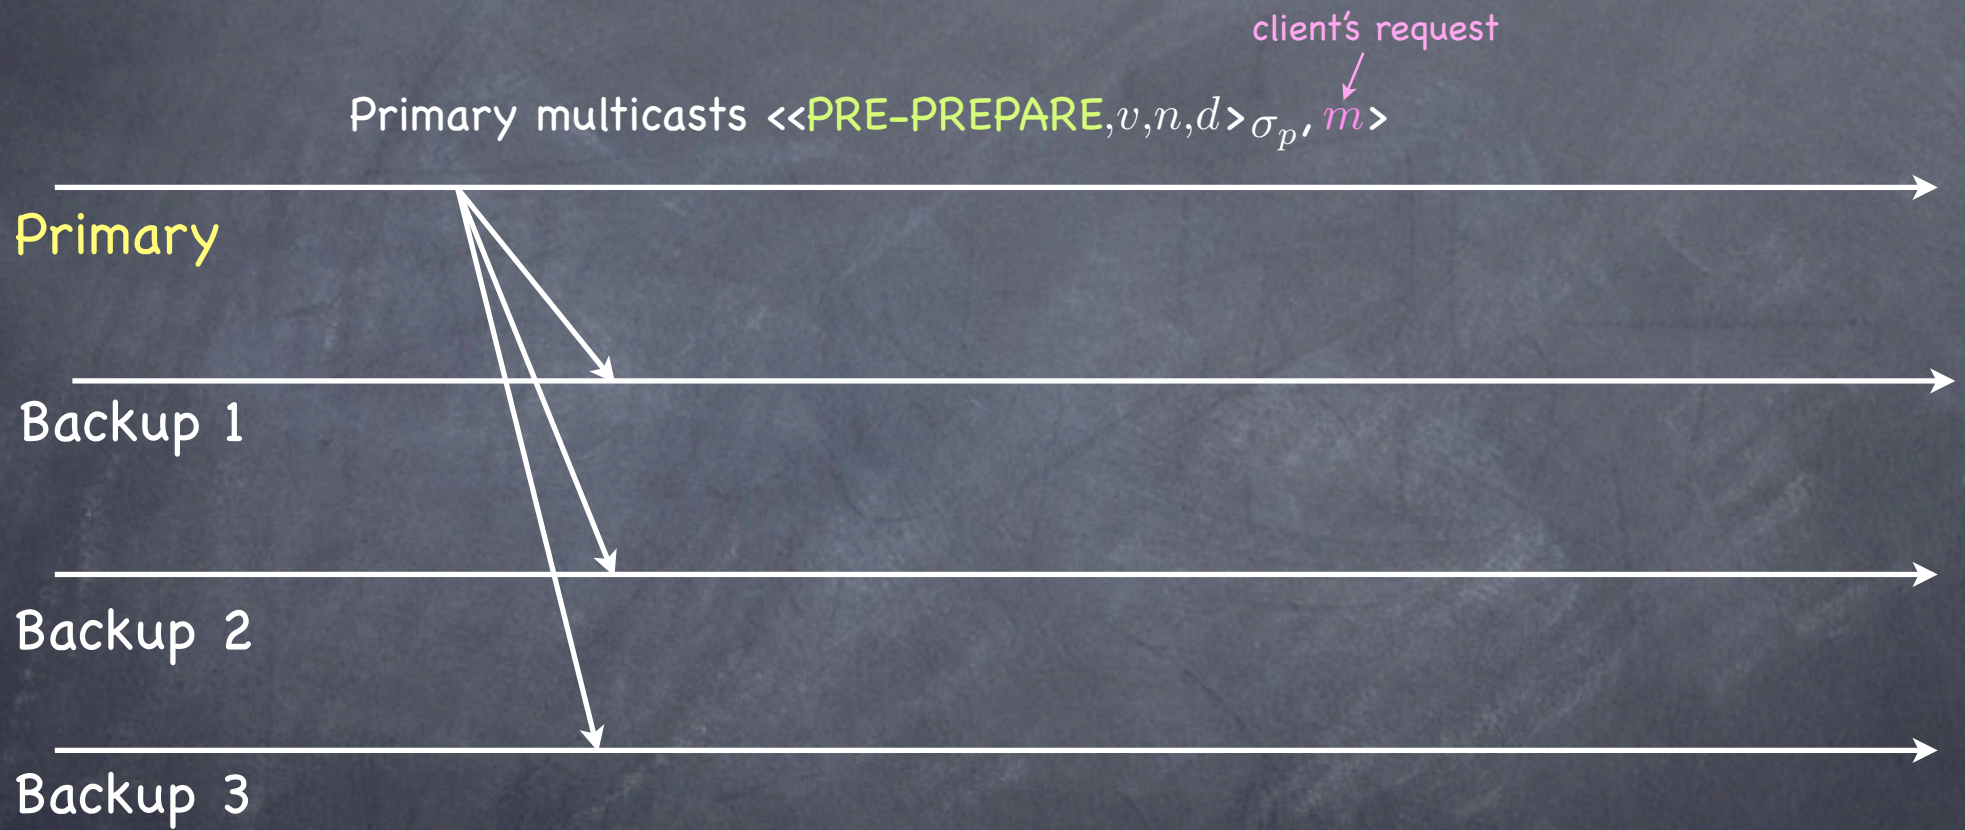 client's request
Primary multicasts <<PRE-PREPARE,v,n,d>σp, m>
Primary
Backup 1
Backup 2
Backup 3